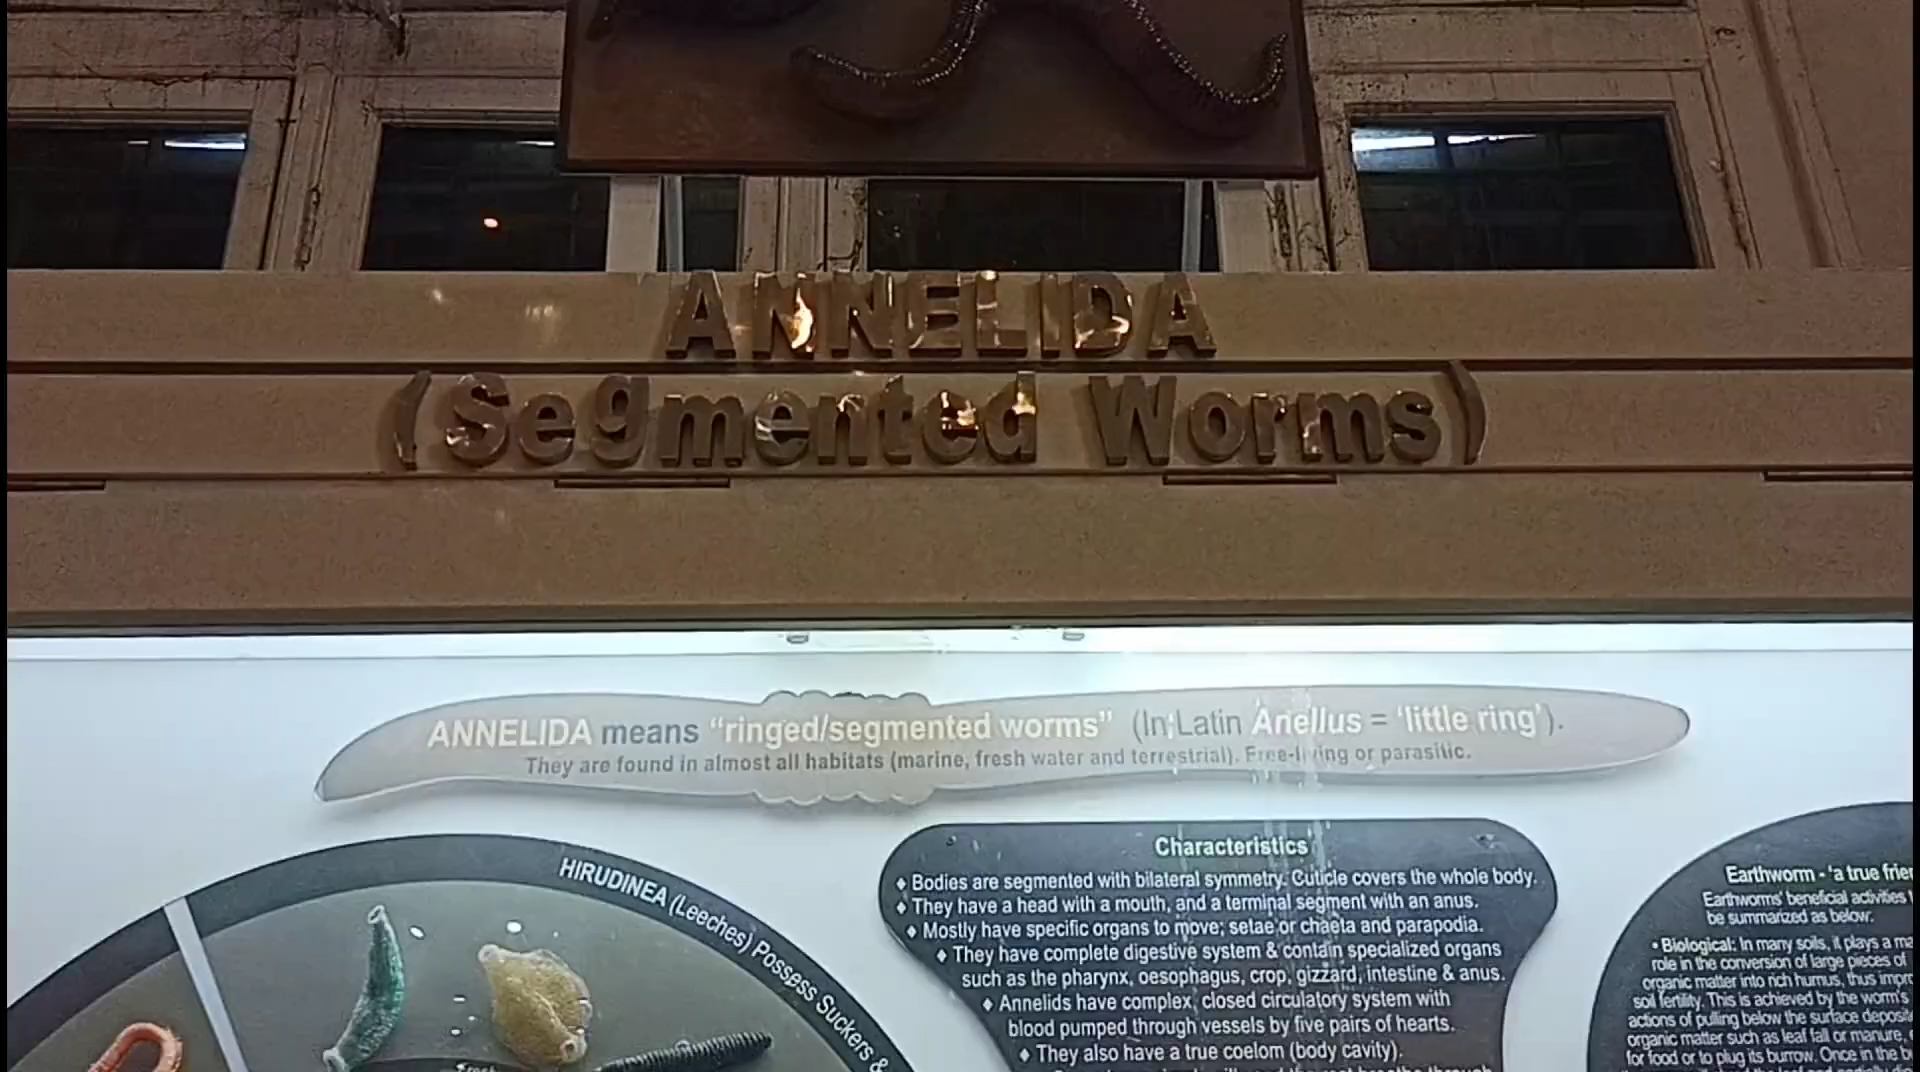 ANNELIDA
(Segmented Worms)
ANNELIDA means “ringed/segmented worms” (In Latin Anellus = ‘little ring’).
They are found in almost all habitats (marine, fresh water and terrestrial). Free-living or parasitic.
HIRUDINEA (Leeches) Possess Suckers &
Fresh
Characteristics
♦ Bodies are segmented with bilateral symmetry. Cuticle covers the whole body.
♦ They have a head with a mouth, and a terminal segment with an anus.
♦ Mostly have specific organs to move; setae or chaeta and parapodia.
♦ They have complete digestive system & contain specialized organs
such as the pharynx, oesophagus, crop, gizzard, intestine & anus.
♦ Annelids have complex, closed circulatory system with
blood pumped through vessels by five pairs of hearts.
♦ They also have a true coelom (body cavity).
Earthworm - ‘a true
Earthworms' beneficial activities
be summarized as below:
• Biological: In many soils, it plays a
role in the conversion of large pieces of
organic matter into rich humus, thus
soil fertility. This is achieved by the worm's
actions of pulling below the surface
organic matter such as leaf fall or manure,
for food or to plug its burrow. Once in the